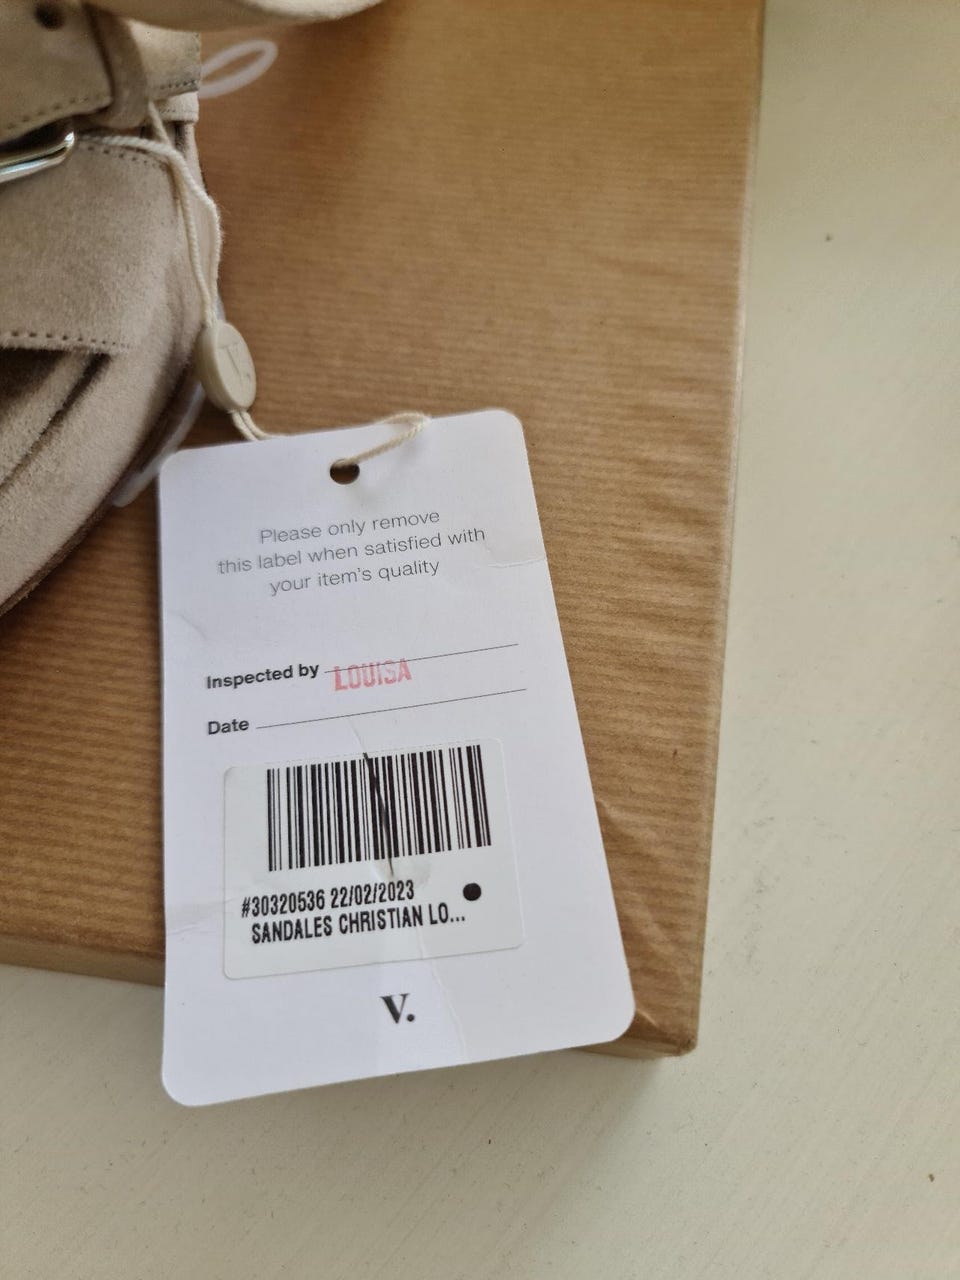 V
Please only remove
this label when satisfied with
your item's quality
Inspected by LOUISA
Date
#30320536 22/02/2023
SANDALES CHRISTIAN LO...
V.